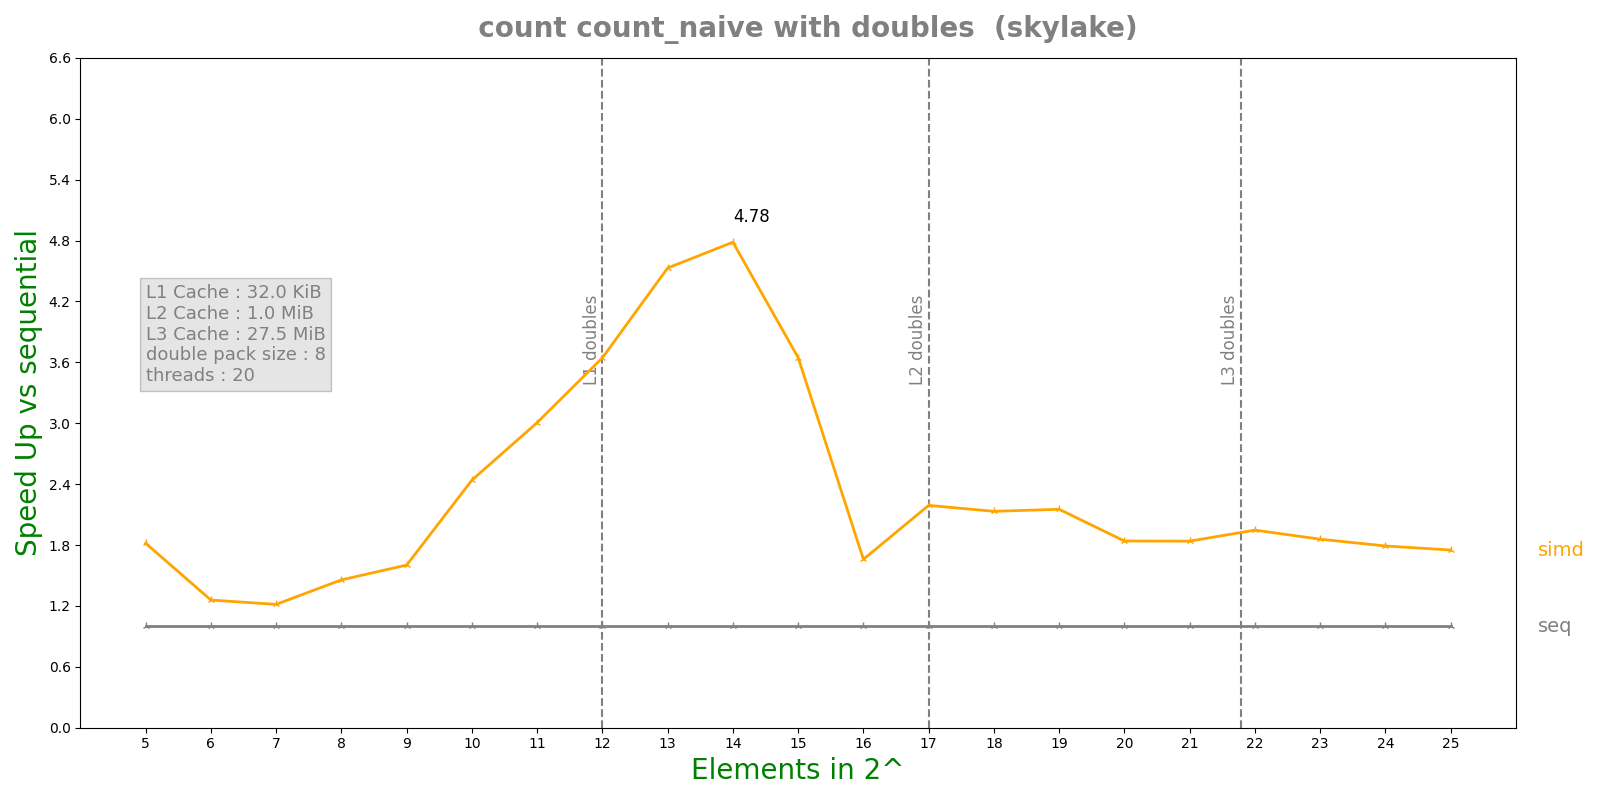 count count_naive with doubles  (skylake)
Speed Up vs sequential
6.6
6.0
5.4
4.8
4.2
3.6
3.0
2.4
1.8
1.2
0.6
0.0
4.78
L1 Cache : 32.0 KiB
L2 Cache : 1.0 MiB
L3 Cache : 27.5 MiB
double pack size : 8
threads : 20
L1 doubles
L2 doubles
L3 doubles
simd
seq
5 6 7 8 9 10 11 12 13 14 15 16 17 18 19 20 21 22 23 24 25
Elements in 2^